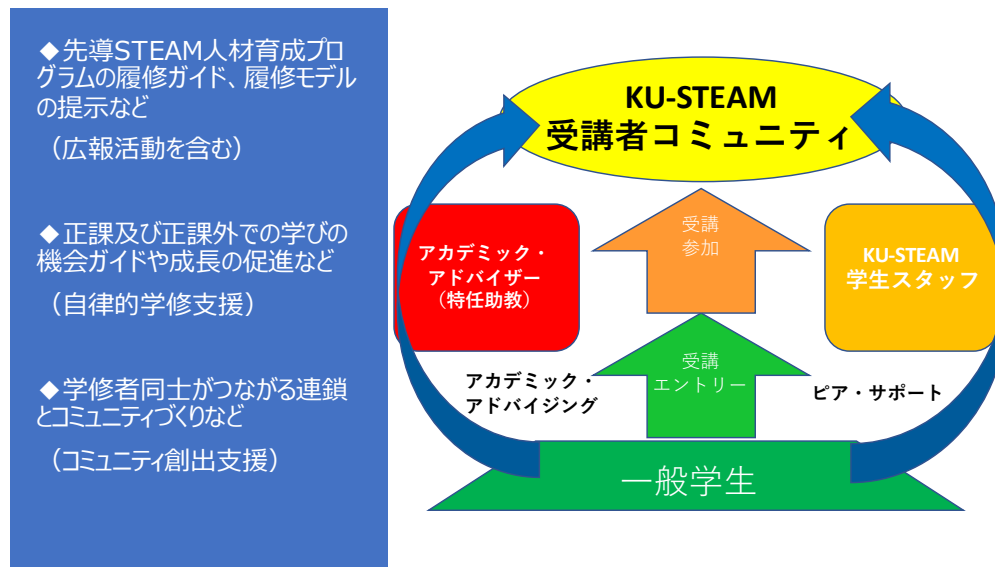 ◆先導STEAM人材育成プロ
グラムの履修ガイド、履修モデル
の提示など
（広報活動を含む）
◆正課及び正課外での学びの
機会ガイドや成長の促進など
（自律的学修支援）
◆学修者同士がつながる連鎖
とコミュニティづくりなど
（コミュニティ創出支援）
KU-STEAM
受講者コミュニティ
アカデミック・
アドバイザー
（特任助教）
受講
参加
KU-STEAM
学生スタッフ
アカデミック・
アドバイジング
受講
エントリー
ピア・サポート
一般学生